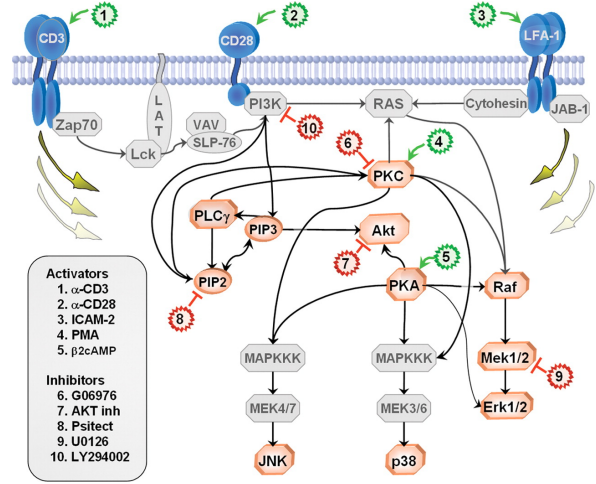 1
CD3
2
CD28
3
LFA-1
LAT
Zap70
Lck
VAV
SLP-76
PI3K
10
RAS
Cytohesin
JAB-1
6
4
PKC
PLCγ
PIP3
Akt
7
5
PIP2
8
PKA
Raf
MAPKKK
MAPKKK
Mek1/2
9
MEK4/7
MEK3/6
Erk1/2
JNK
p38
Activators
1. α-CD3
2. α-CD28
3. ICAM-2
4. PMA
5. β2cAMP
Inhibitors
6. G06976
7. AKT inh
8. Psitect
9. U0126
10. LY294002